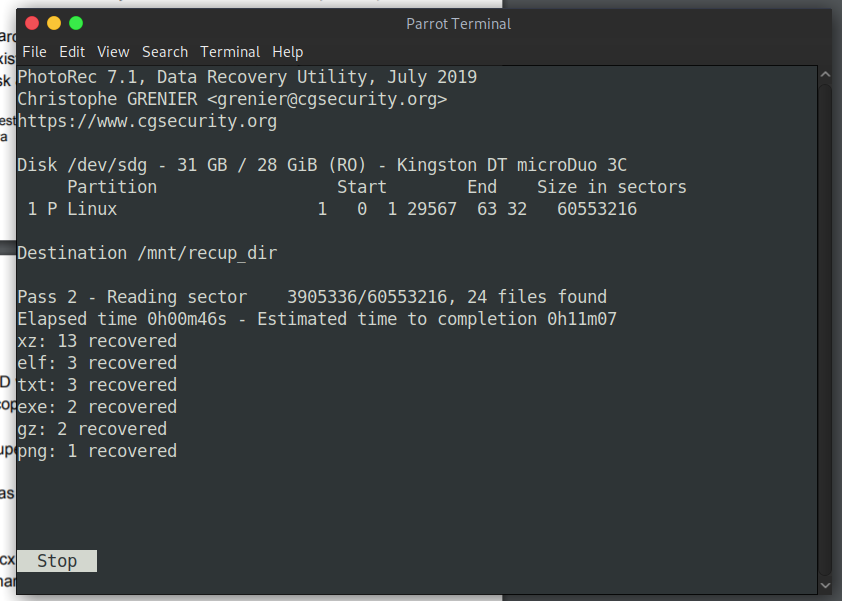 Parrot Terminal
File Edit View Search Terminal Help
PhotoRec 7.1, Data Recovery Utility, July 2019
Christophe GRENIER <grenier@cgsecurity.org>
https://www.cgsecurity.org
Disk /dev/sdg - 31 GB / 28 GiB (RO) - Kingston DT microDuo 3C
Partition Start End Size in sectors
1 P Linux 1 0 1 29567 63 32 60553216
Destination /mnt/recup_dir
Pass 2 - Reading sector 3905336/60553216, 24 files found
Elapsed time 0h00m46s - Estimated time to completion 0h11m07
xz: 13 recovered
elf: 3 recovered
txt: 3 recovered
exe: 2 recovered
gz: 2 recovered
png: 1 recovered
Stop